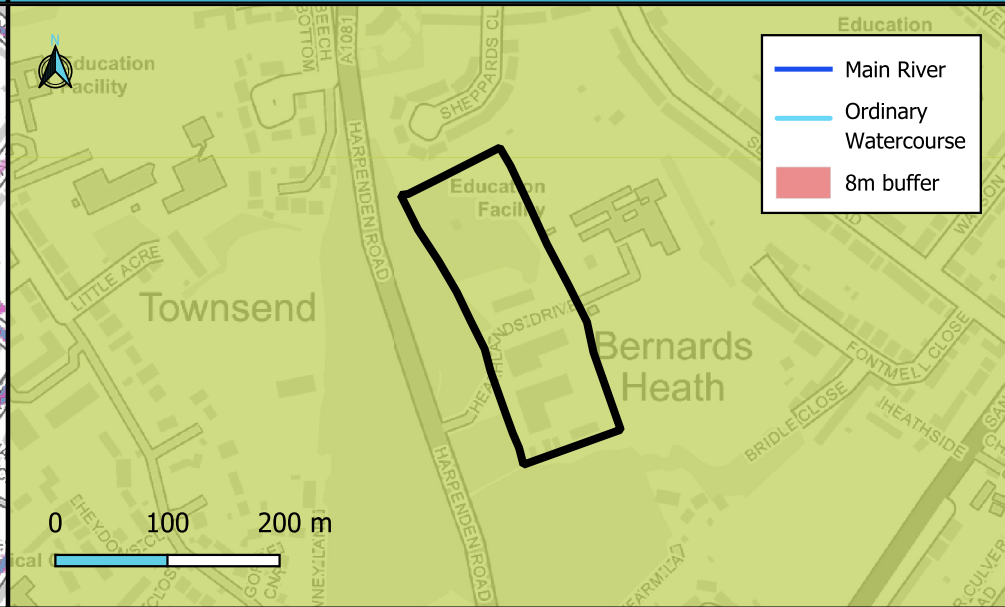 N
Education
Facility
BEECH
BOTTOM
A1081
SHEPPARDS CL
Education
Main River
Ordinary
Watercourse
8m buffer
HARPENDEN ROAD
Education
Facility
LITTLE ACRE
Townsend
HEATHLANDS DRIVE
Bernards
Heath
FONTMELL CLOSE
BRIDLE CLOSE
HEATHSIDE
HARPENDEN ROAD
0 100 200 m